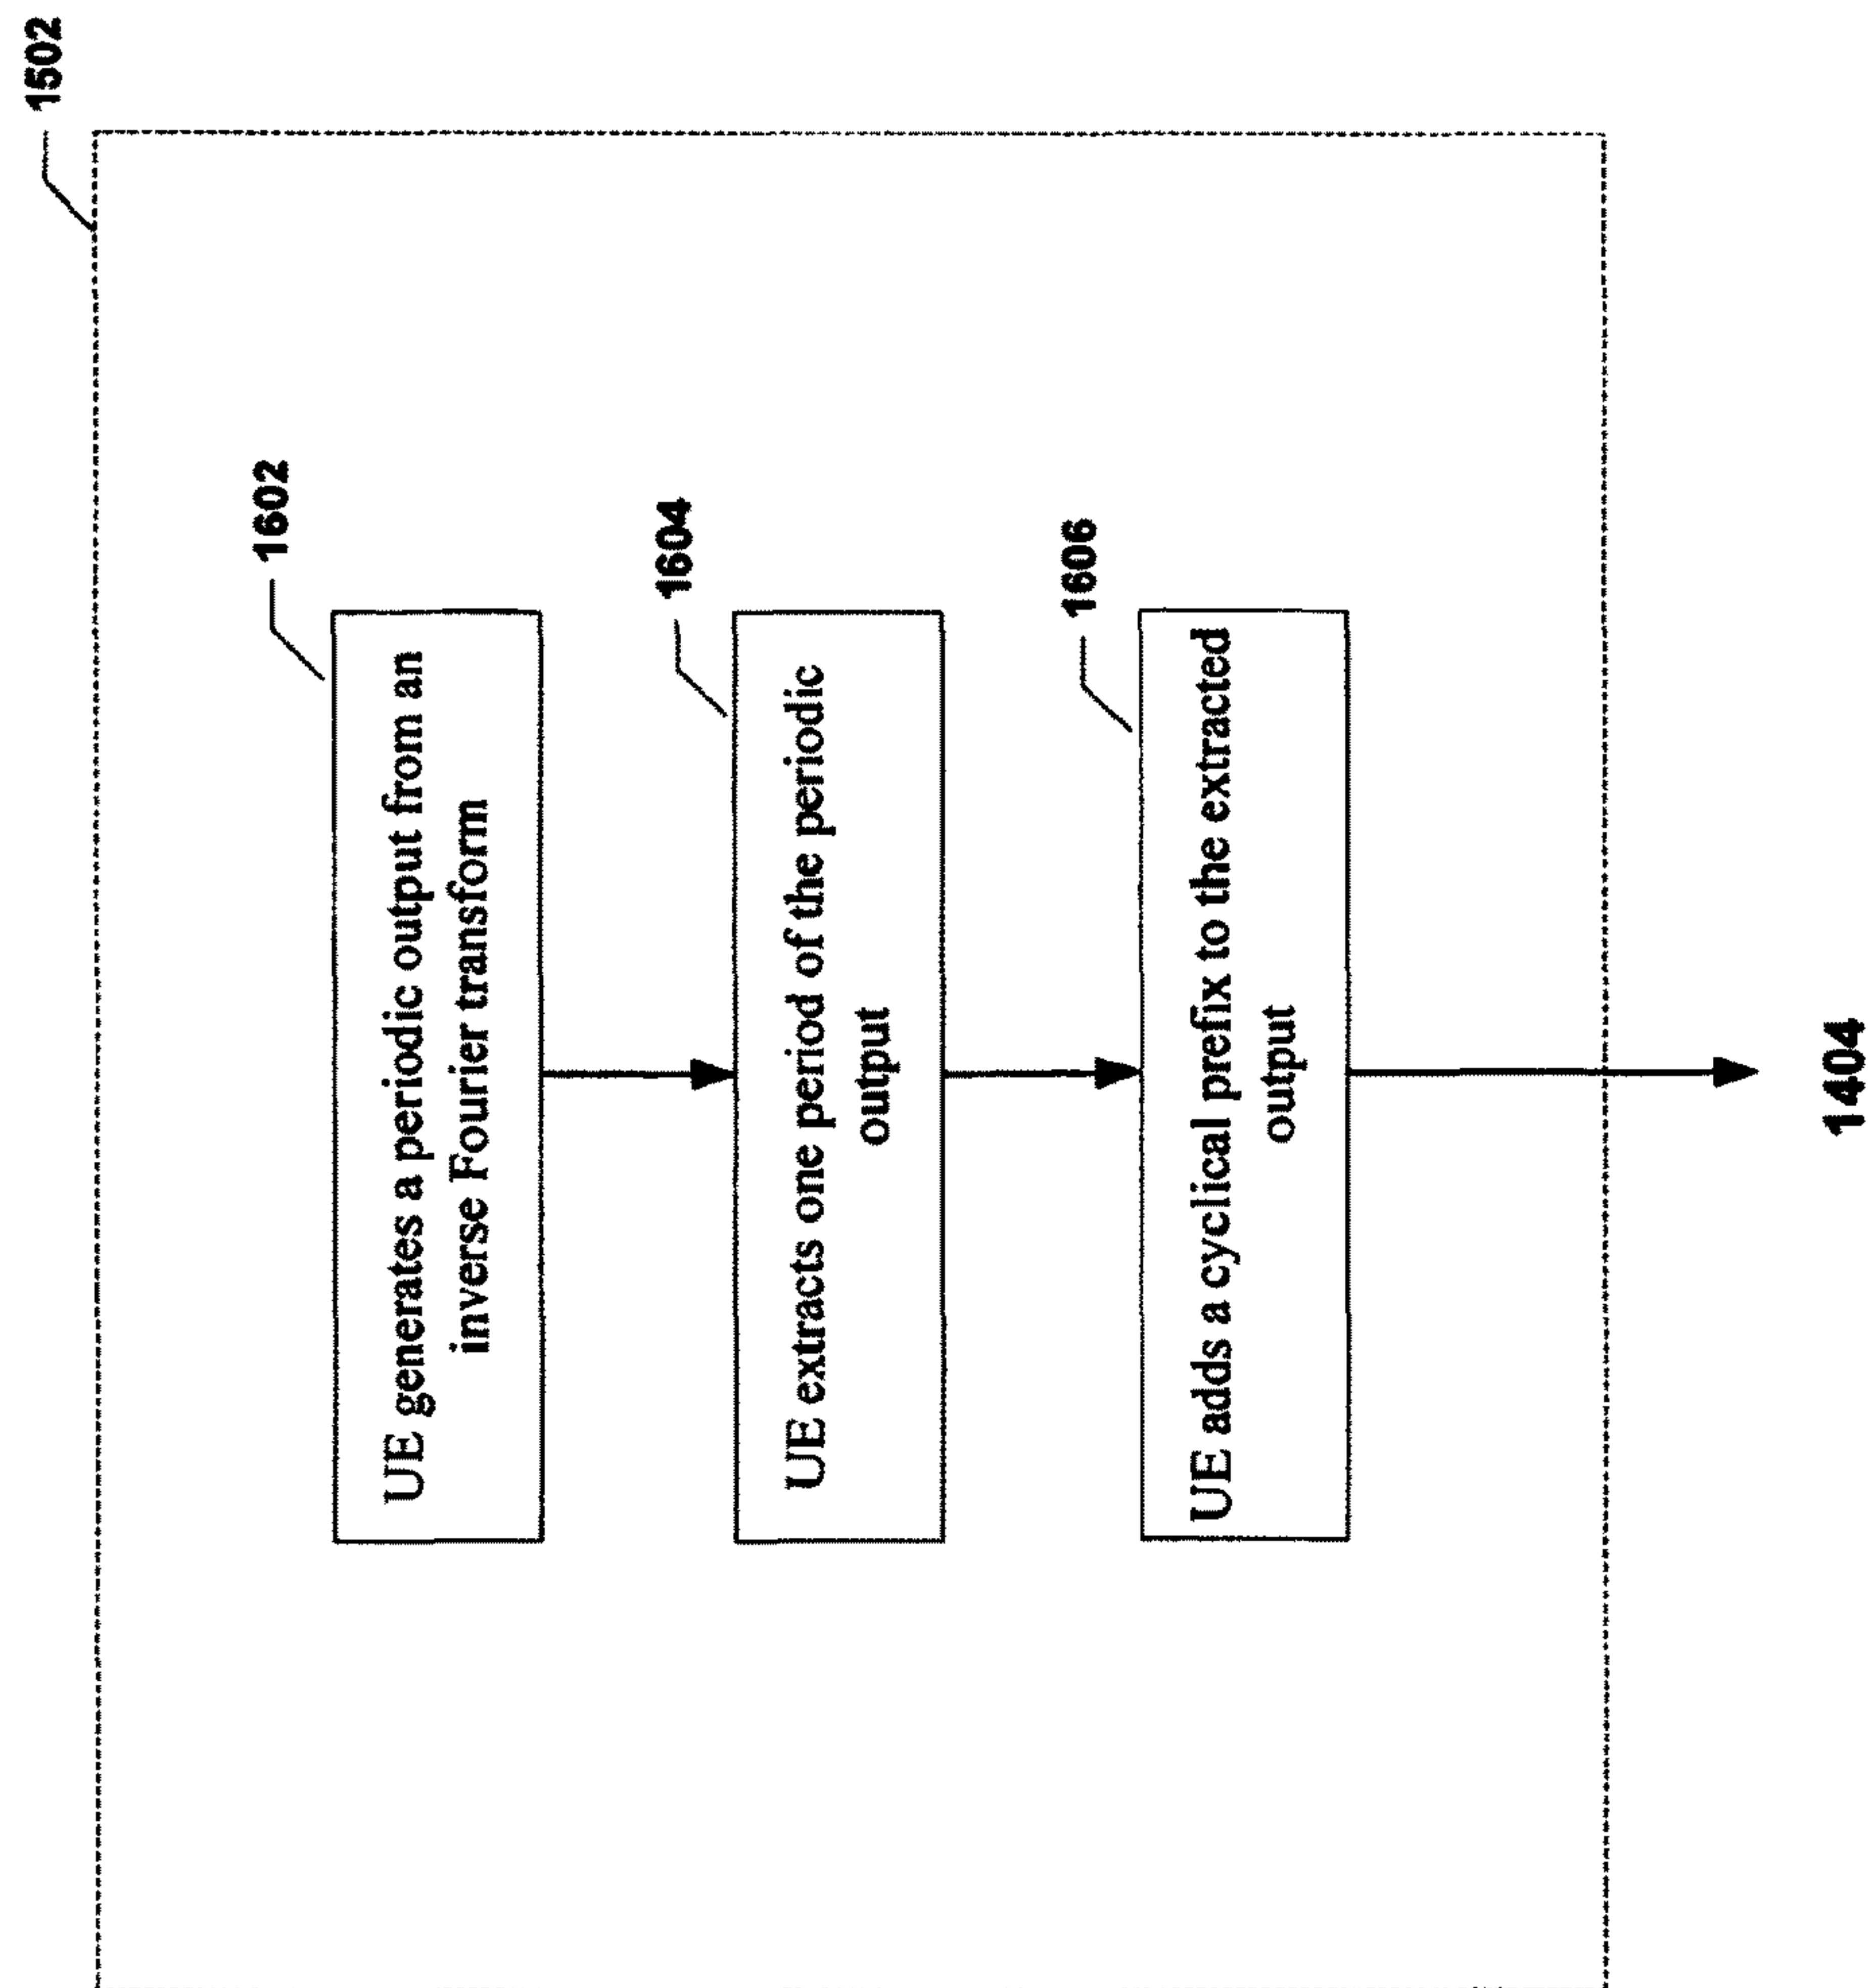 1502
1602
UE generates a periodic output from an
inverse Fourier transform
1604
UE extracts one period of the periodic
output
1606
UE adds a cyclical prefix to the extracted
output
1404